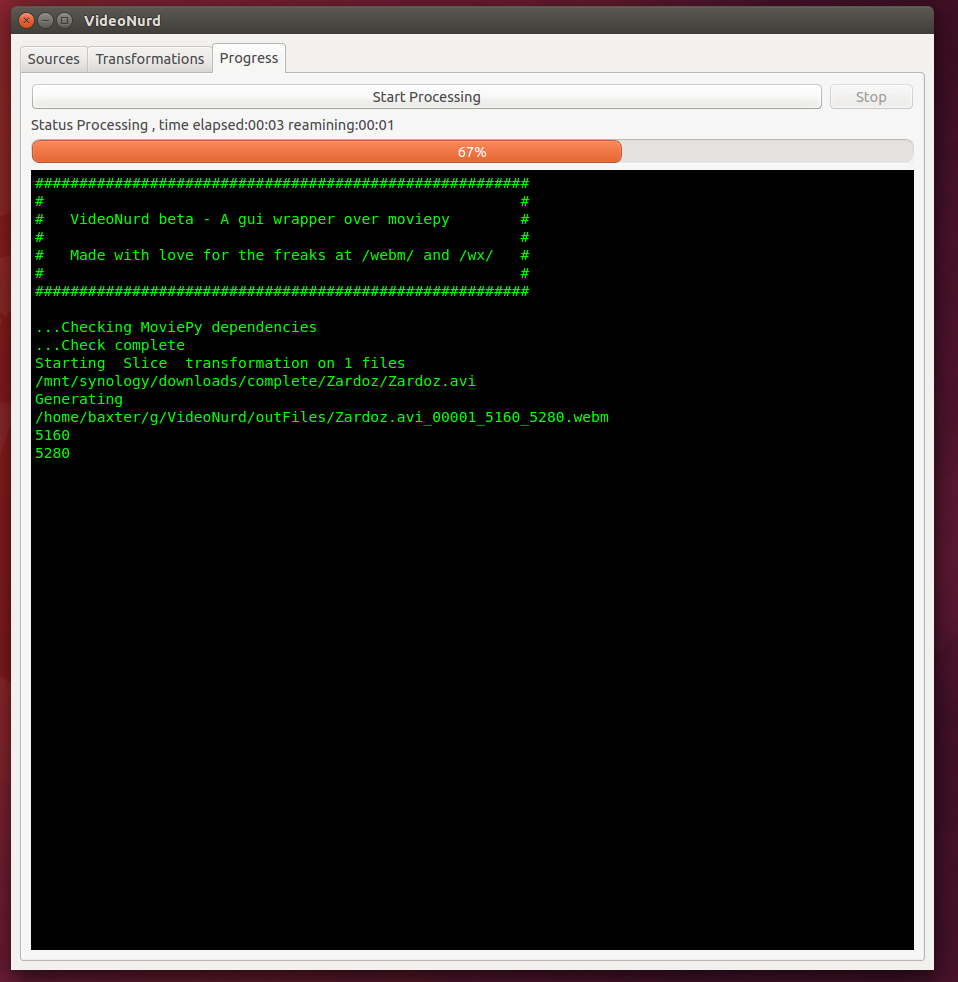 VideoNurd
Sources Transformations Progress
Start Processing Stop
Status Processing , time elapsed:00:03 reamining:00:01
67%
########################################################
#                                                      #
#   VideoNurd beta - A gui wrapper over moviepy        #
#                                                      #
#   Made with love for the freaks at /webm/ and /wx/   #
#                                                      #
########################################################
...Checking MoviePy dependencies
...Check complete
Starting  Slice  transformation on 1 files
/mnt/synology/downloads/complete/Zardoz/Zardoz.avi
Generating
/home/baxter/g/VideoNurd/outFiles/Zardoz.avi_00001_5160_5280.webm
5160
5280